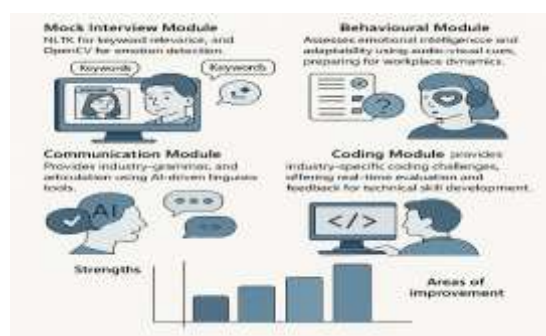 Mock Interview Module
NLTK for keyword relevance, and
OpenCV for emotion detection.
Keywords
Keywords
Behavioural Module
Assesses emotional intelligence and
adaptability using audio-visual cues,
preparing for workplace dynamics.
Communication Module
Provides industry-grammar, and
articulation using AI-driven
tools.
AI
Coding Module provides
industry-specific coding challenges,
offering real-time evaluation and
feedback for technical skill development.
</>
Strengths
Areas of
improvement